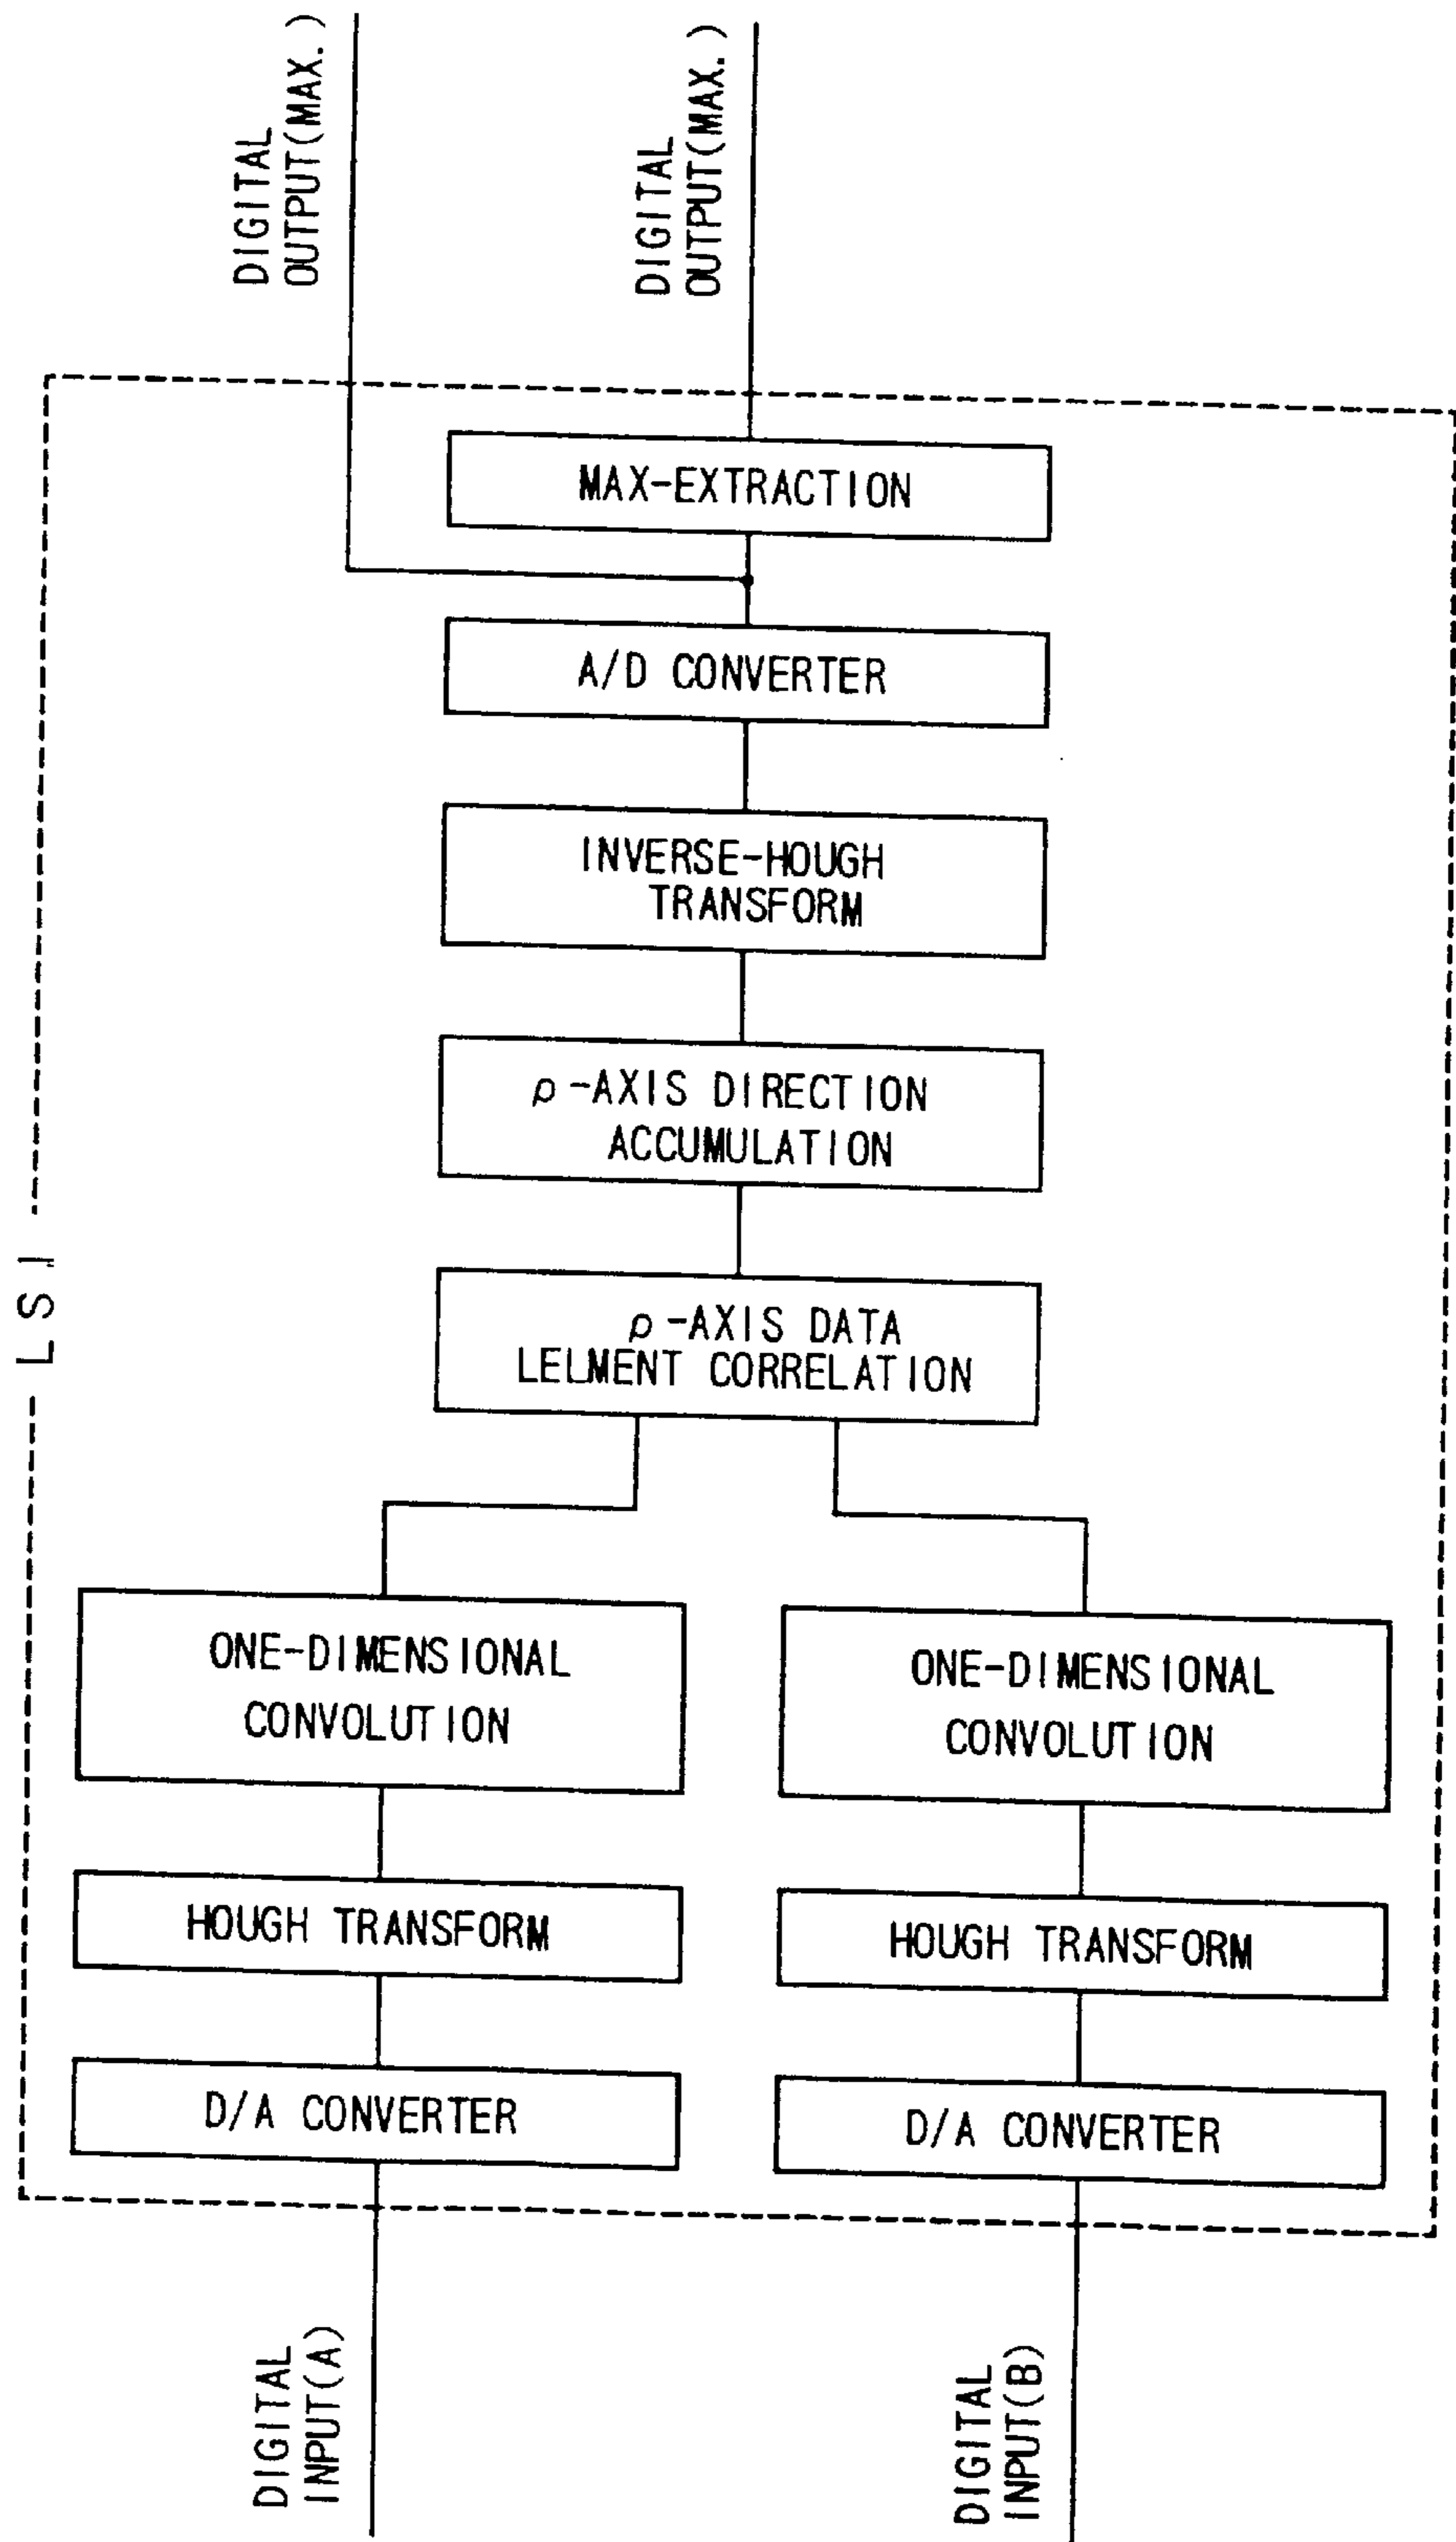 DIGITAL
OUTPUT(MAX.)
DIGITAL
OUTPUT(MAX.)
MAX-EXTRACTION
A/D CONVERTER
INVERSE-HOUGH
TRANSFORM
ρ-AXIS DIRECTION
ACCUMULATION
LSI
ρ-AXIS DATA
LELMENT CORRELATION
ONE-DIMENSIONAL
CONVOLUTION
ONE-DIMENSIONAL
CONVOLUTION
HOUGH TRANSFORM
HOUGH TRANSFORM
D/A CONVERTER
D/A CONVERTER
DIGITAL
INPUT(A)
DIGITAL
INPUT(B)